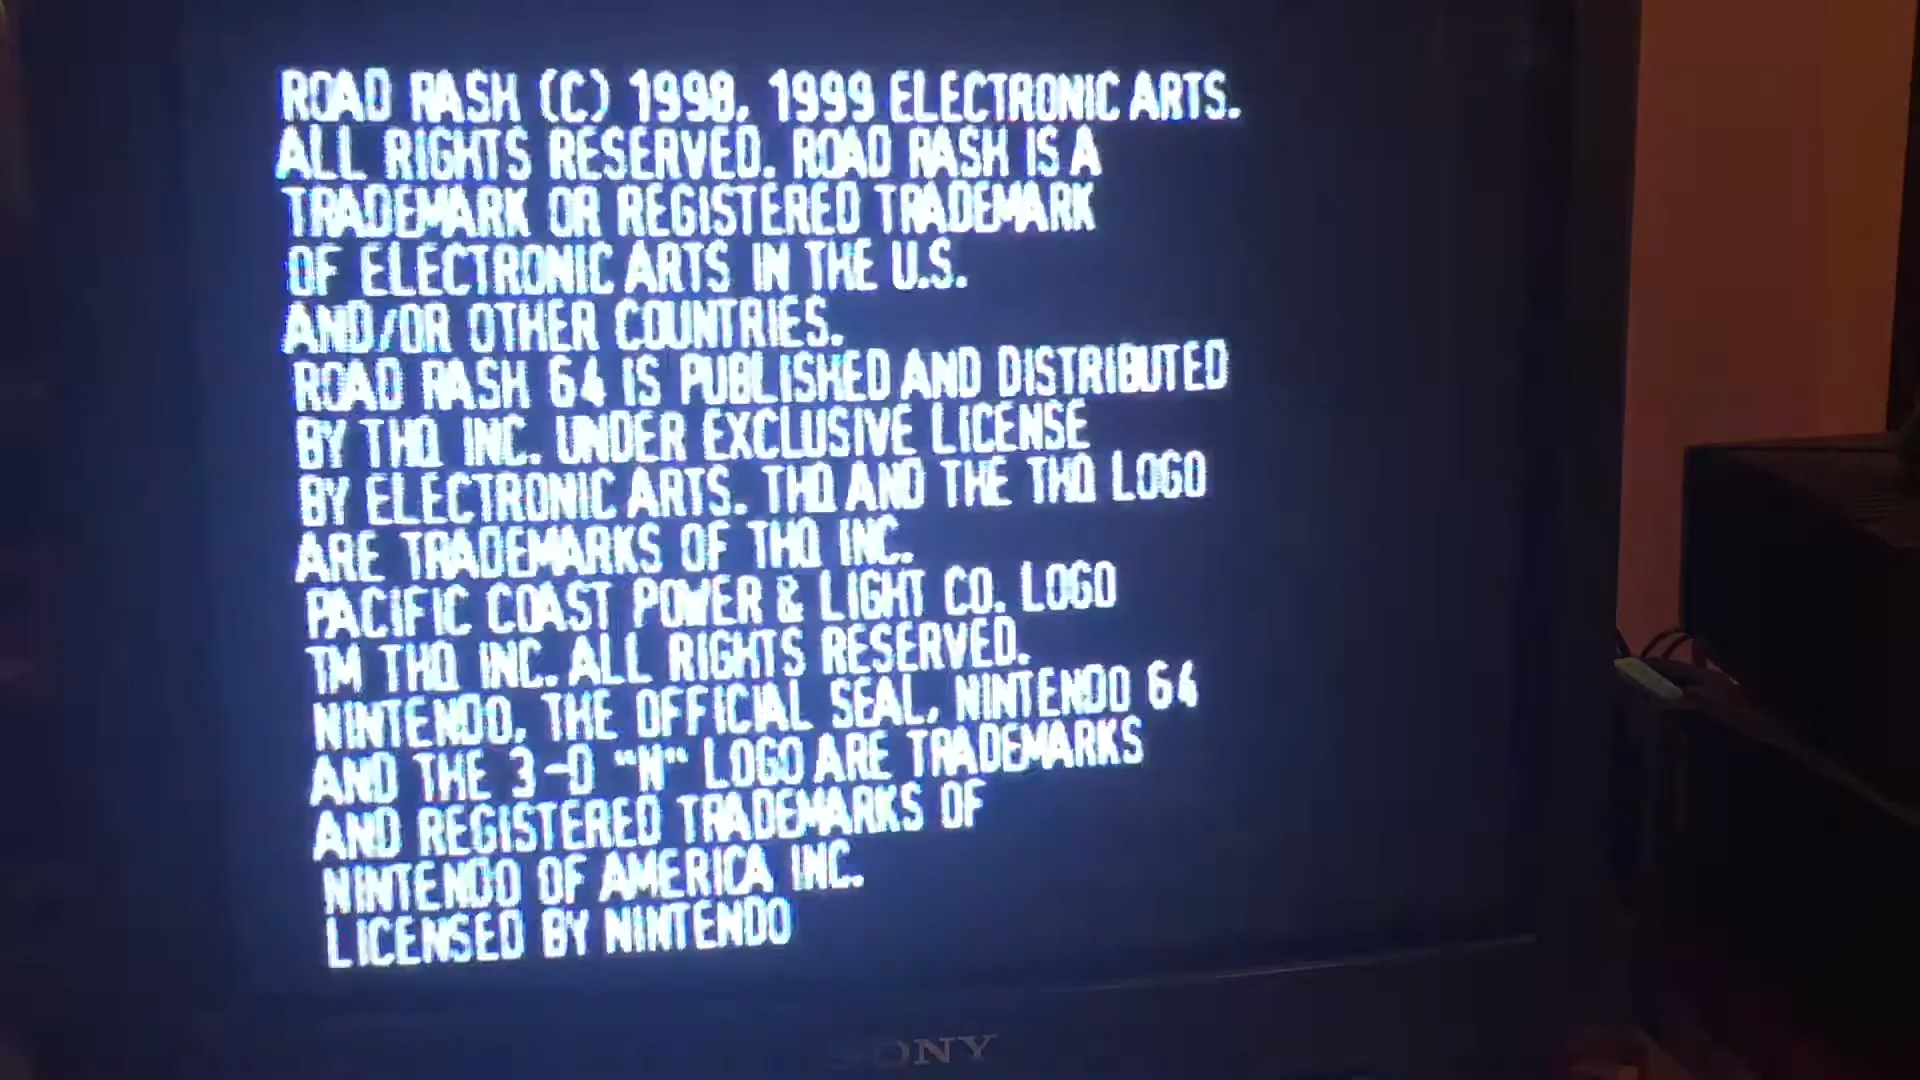 ROAD RASH (C) 1998, 1999 ELECTRONIC ARTS.
ALL RIGHTS RESERVED. ROAD RASH IS A
TRADEMARK OR REGISTERED TRADEMARK
OF ELECTRONIC ARTS IN THE U.S.
AND/OR OTHER COUNTRIES.
ROAD RASH 64 IS PUBLISHED AND DISTRIBUTED
BY THQ INC. UNDER EXCLUSIVE LICENSE
BY ELECTRONIC ARTS. THQ AND THE THQ LOGO
ARE TRADEMARKS OF THQ INC.
PACIFIC COAST POWER & LIGHT CO. LOGO
TM THQ INC. ALL RIGHTS RESERVED.
NINTENDO, THE OFFICIAL SEAL, NINTENDO 64
AND THE 3-D "N" LOGO ARE TRADEMARKS
AND REGISTERED TRADEMARKS OF
NINTENDO OF AMERICA INC.
LICENSED BY NINTENDO
SONY